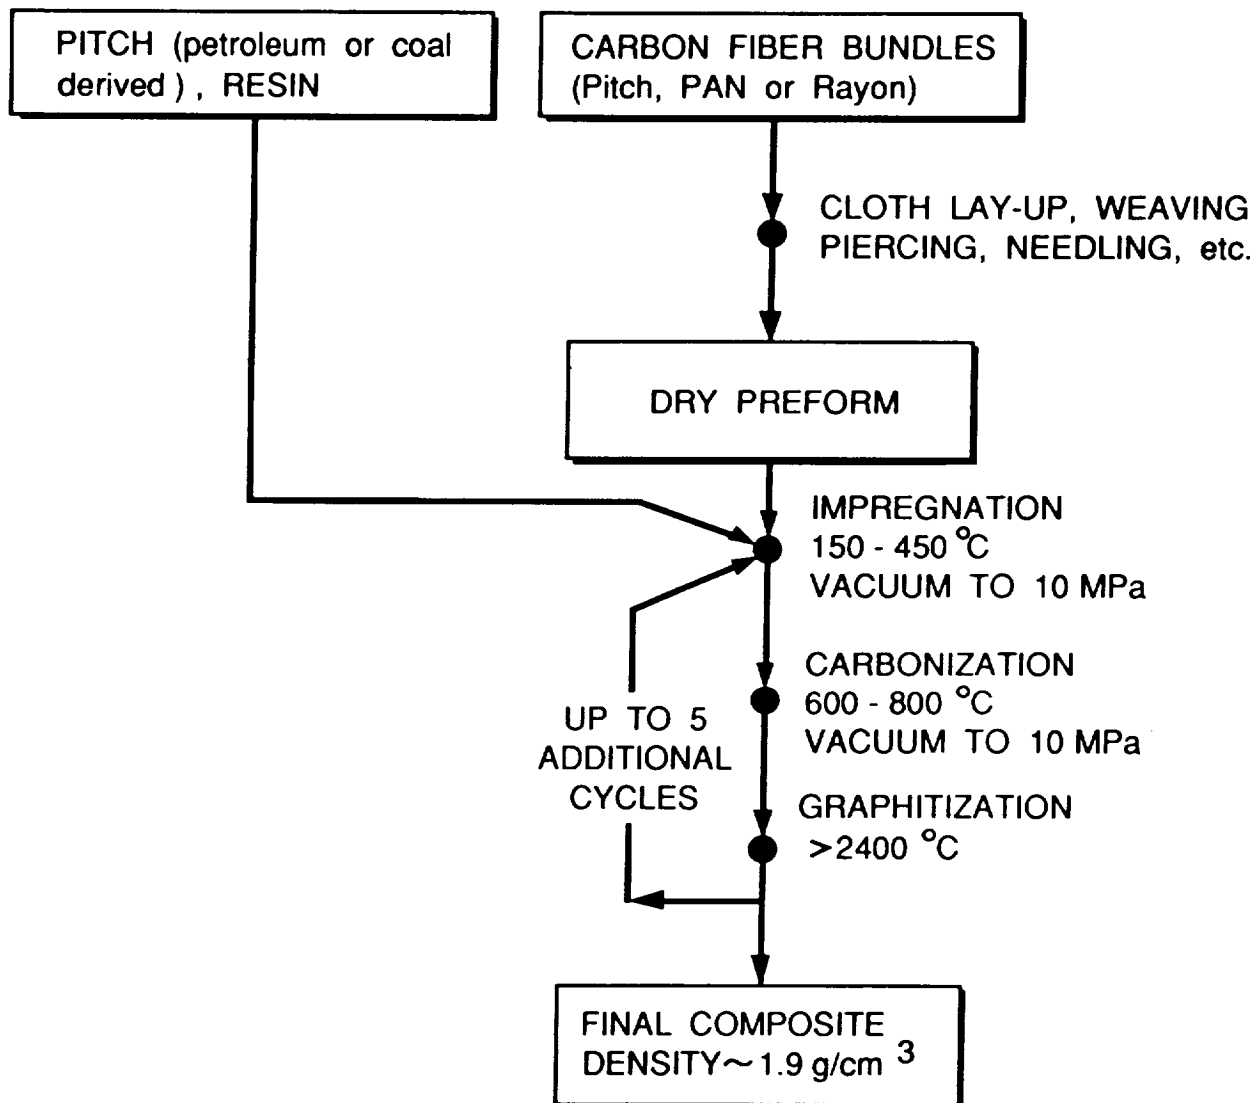 PITCH (petroleum or coal
derived), RESIN
CARBON FIBER BUNDLES
(Pitch, PAN or Rayon)
CLOTH LAY-UP, WEAVING
PIERCING, NEEDLING, etc.
DRY PREFORM
IMPREGNATION
150 - 450 °C
VACUUM TO 10 MPa
CARBONIZATION
600 - 800 °C
VACUUM TO 10 MPa
UP TO 5
ADDITIONAL
CYCLES
GRAPHITIZATION
>2400 °C
FINAL COMPOSITE
DENSITY~1.9 g/cm 3